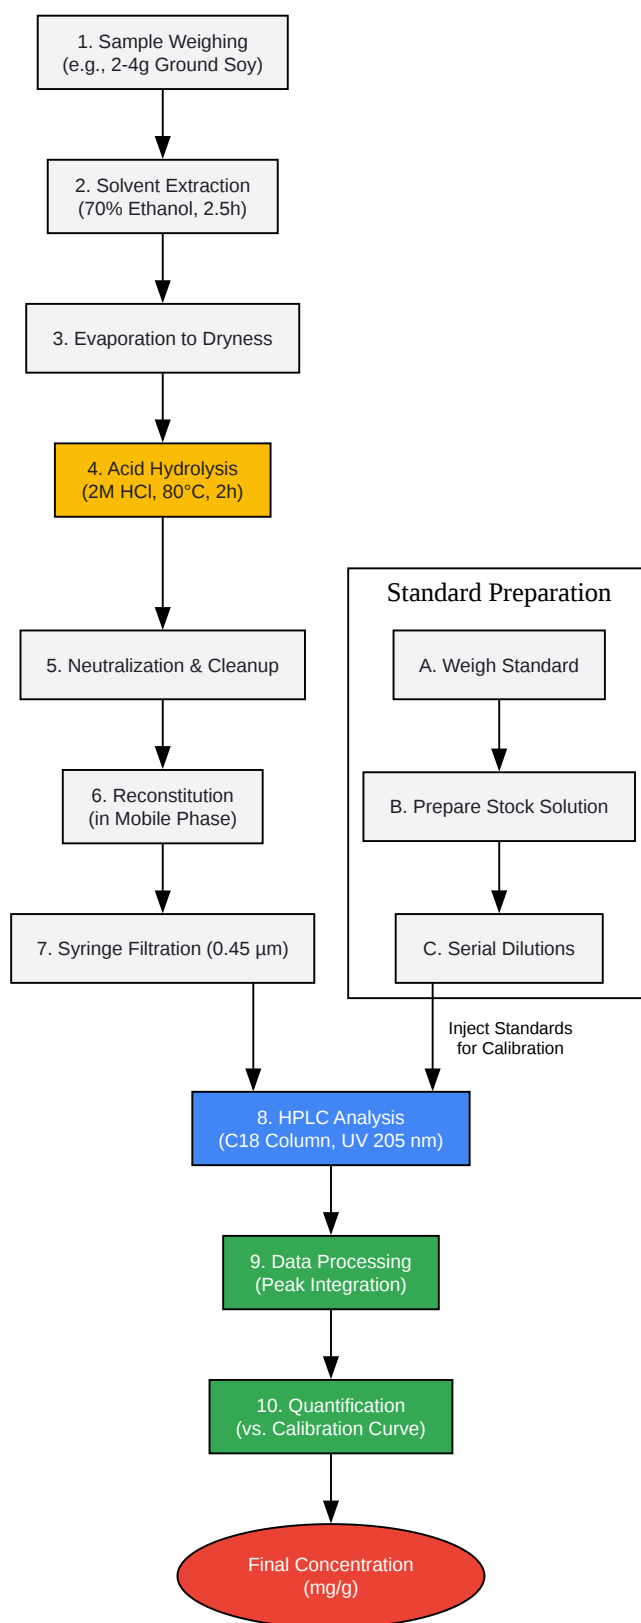 1. Sample Weighing
(e.g., 2-4g Ground Soy)
2. Solvent Extraction
(70% Ethanol, 2.5h)
3. Evaporation to Dryness
4. Acid Hydrolysis
(2M HCl, 80°C, 2h)
5. Neutralization & Cleanup
6. Reconstitution
(in Mobile Phase)
7. Syringe Filtration (0.45 µm)
Standard Preparation
A. Weigh Standard
B. Prepare Stock Solution
C. Serial Dilutions
Inject Standards
for Calibration
8. HPLC Analysis
(C18 Column, UV 205 nm)
9. Data Processing
(Peak Integration)
10. Quantification
(vs. Calibration Curve)
Final Concentration
(mg/g)